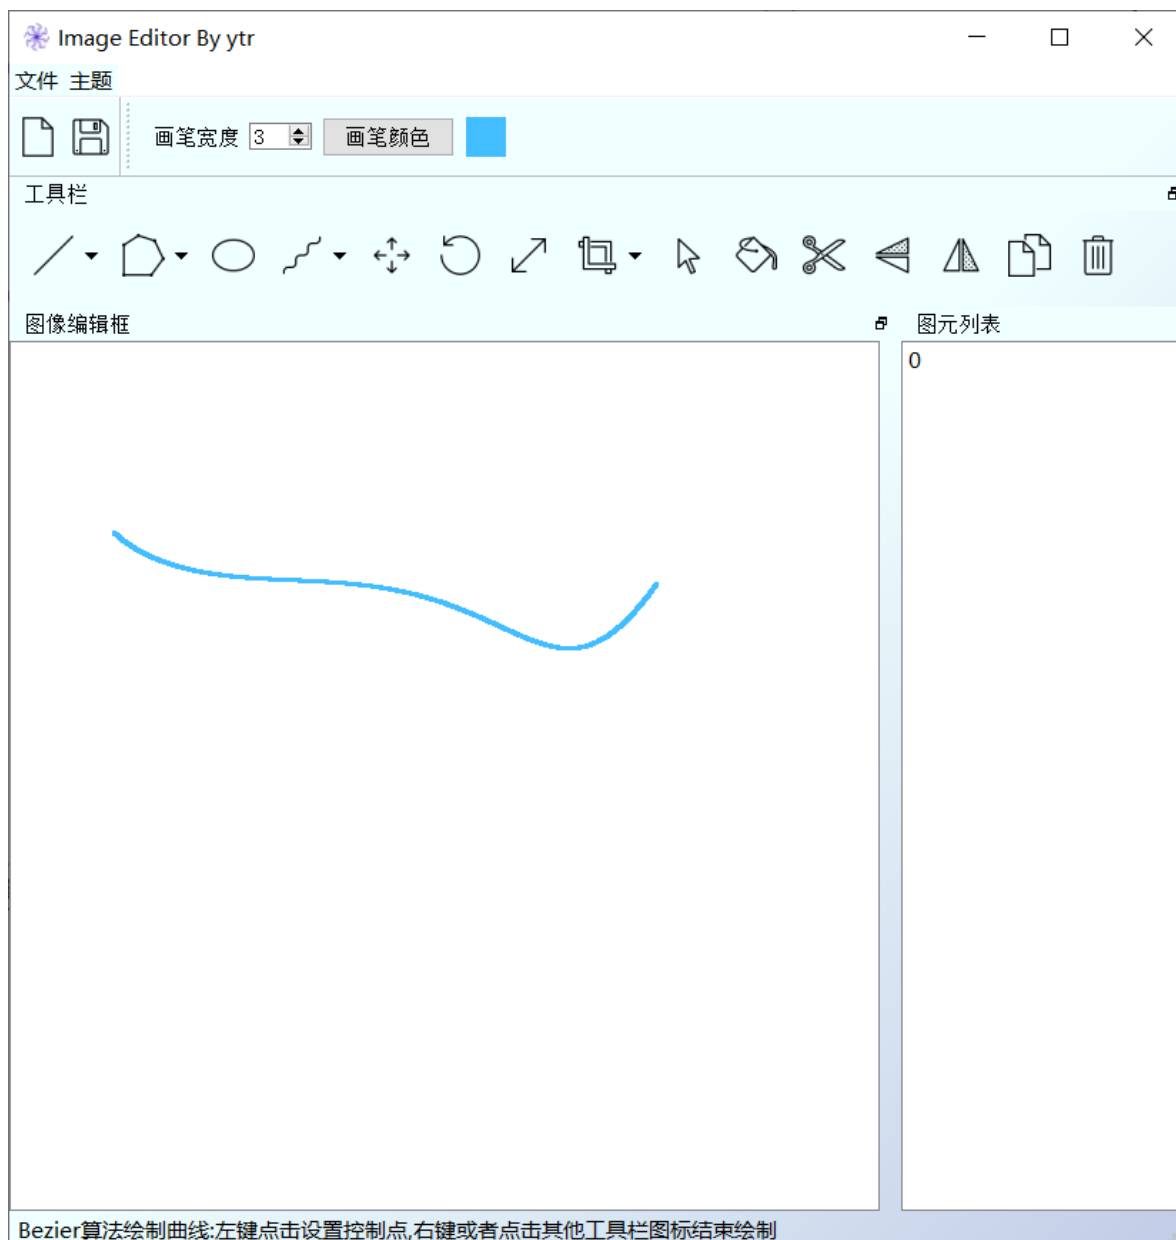 Image Editor By ytr
文件 主题
画笔宽度 3 画笔颜色
工具栏
图像编辑框 图元列表
0
Bezier算法绘制曲线:左键点击设置控制点,右键或者点击其他工具栏图标结束绘制